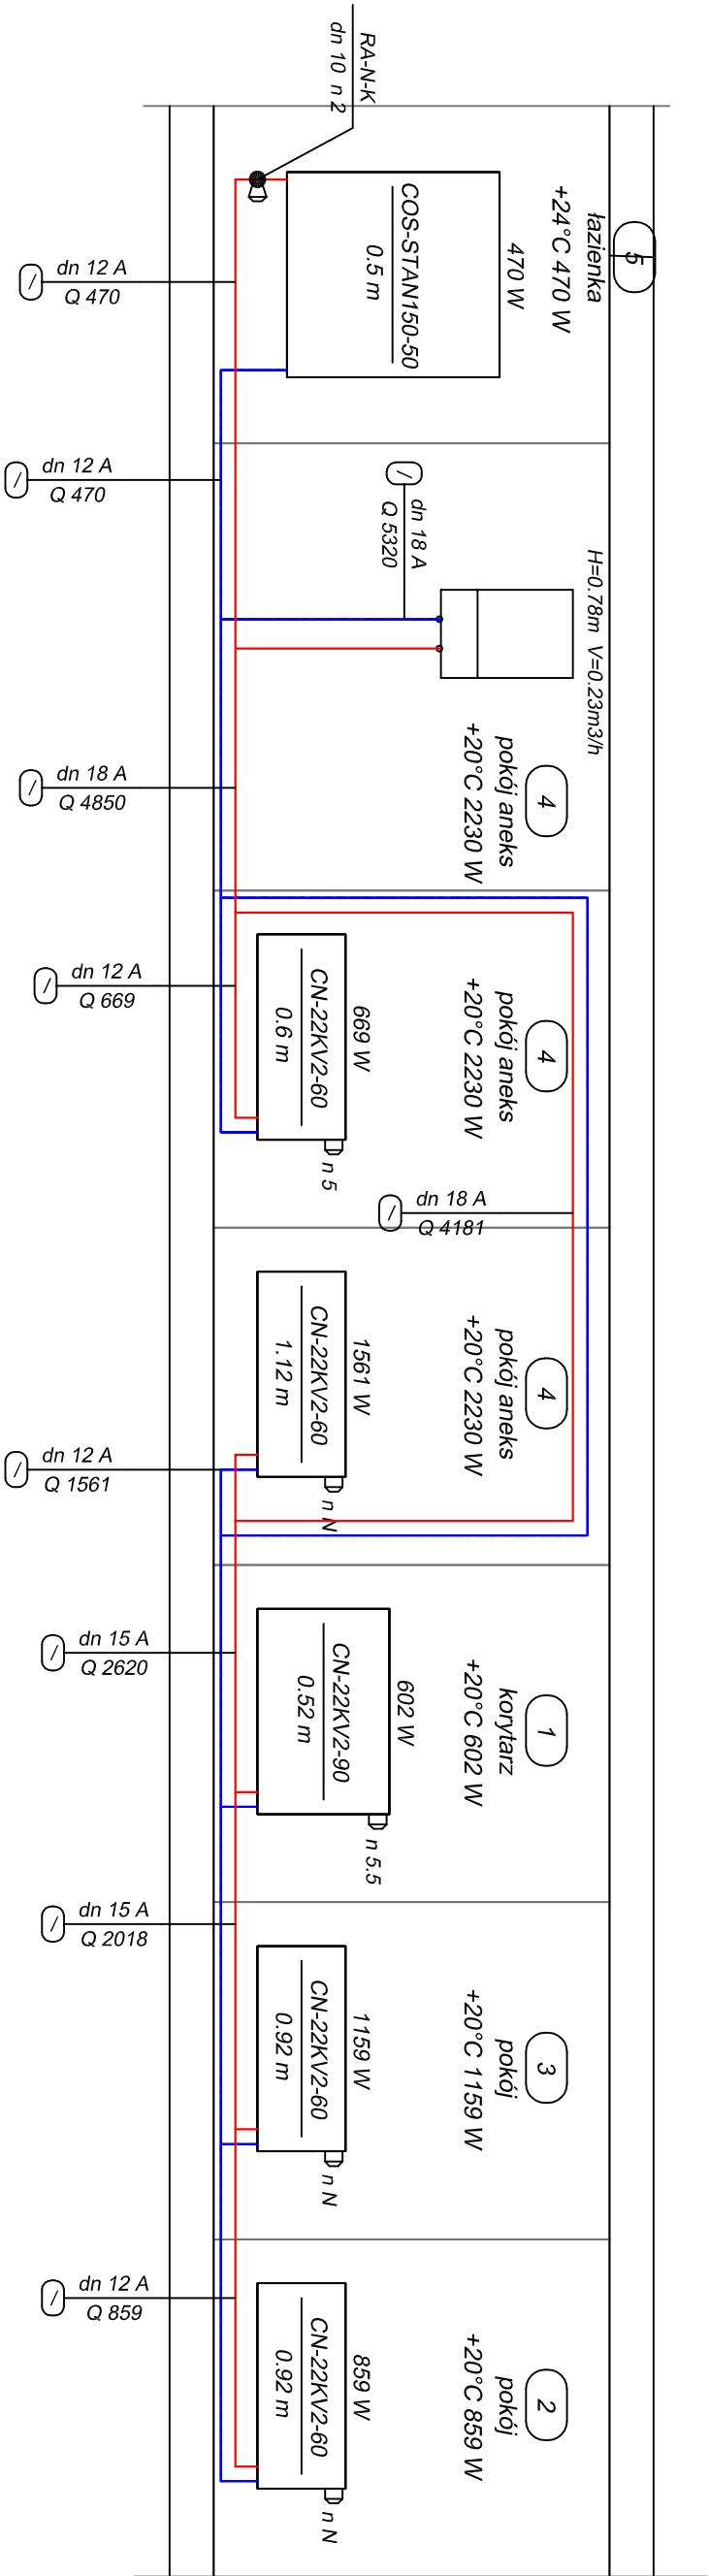 RA-N-K
dn 10 n 2
5
łazienka
+24°C 470 W
470 W
COS-STAN150-50
0.5 m
dn 12 A
Q 470
dn 12 A
Q 470
dn 18 A
Q 5320
H=0.78m V=0.23m3/h
4
pokój aneks
+20°C 2230 W
dn 18 A
Q 4850
4
pokój aneks
+20°C 2230 W
669 W
CN-22KV2-60
0.6 m
n 5
dn 12 A
Q 669
dn 18 A
Q 4181
4
pokój aneks
+20°C 2230 W
1561 W
CN-22KV2-60
1.12 m
n N
dn 12 A
Q 1561
1
korytarz
+20°C 602 W
602 W
CN-22KV2-90
0.52 m
n 5.5
dn 15 A
Q 2620
dn 15 A
Q 2018
3
pokój
+20°C 1159 W
1159 W
CN-22KV2-60
0.92 m
n N
2
pokój
+20°C 859 W
859 W
CN-22KV2-60
0.92 m
n N
dn 12 A
Q 859